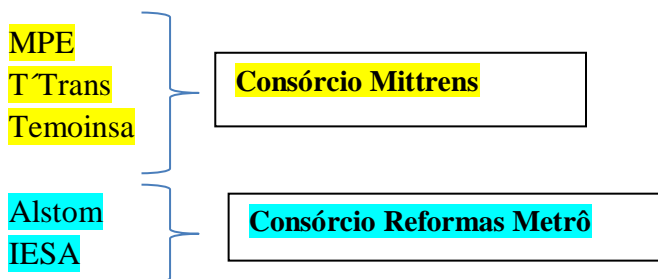 MPE
T´Trans
Temoinsa
Consórcio Mittrens
Alstom
IESA
Consórcio Reformas Metrô